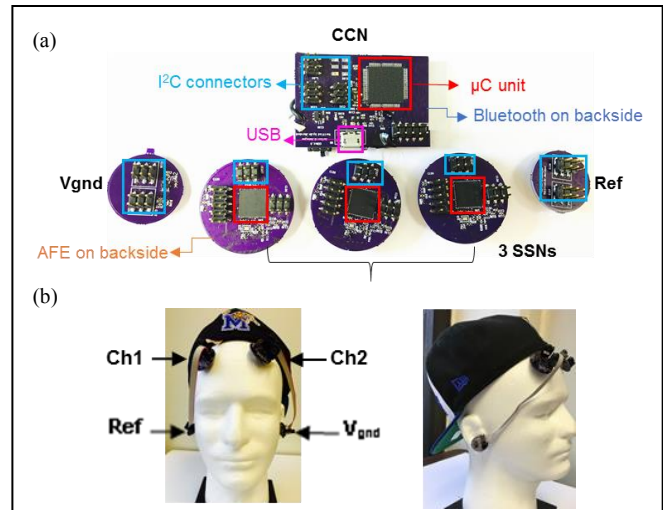 (a)
CCN
I²C connectors
μC unit
Bluetooth on backside
USB
Vgnd
Ref
AFE on backside
3 SSNs
(b)
M
Ch1
Ch2
Ref
Vgnd